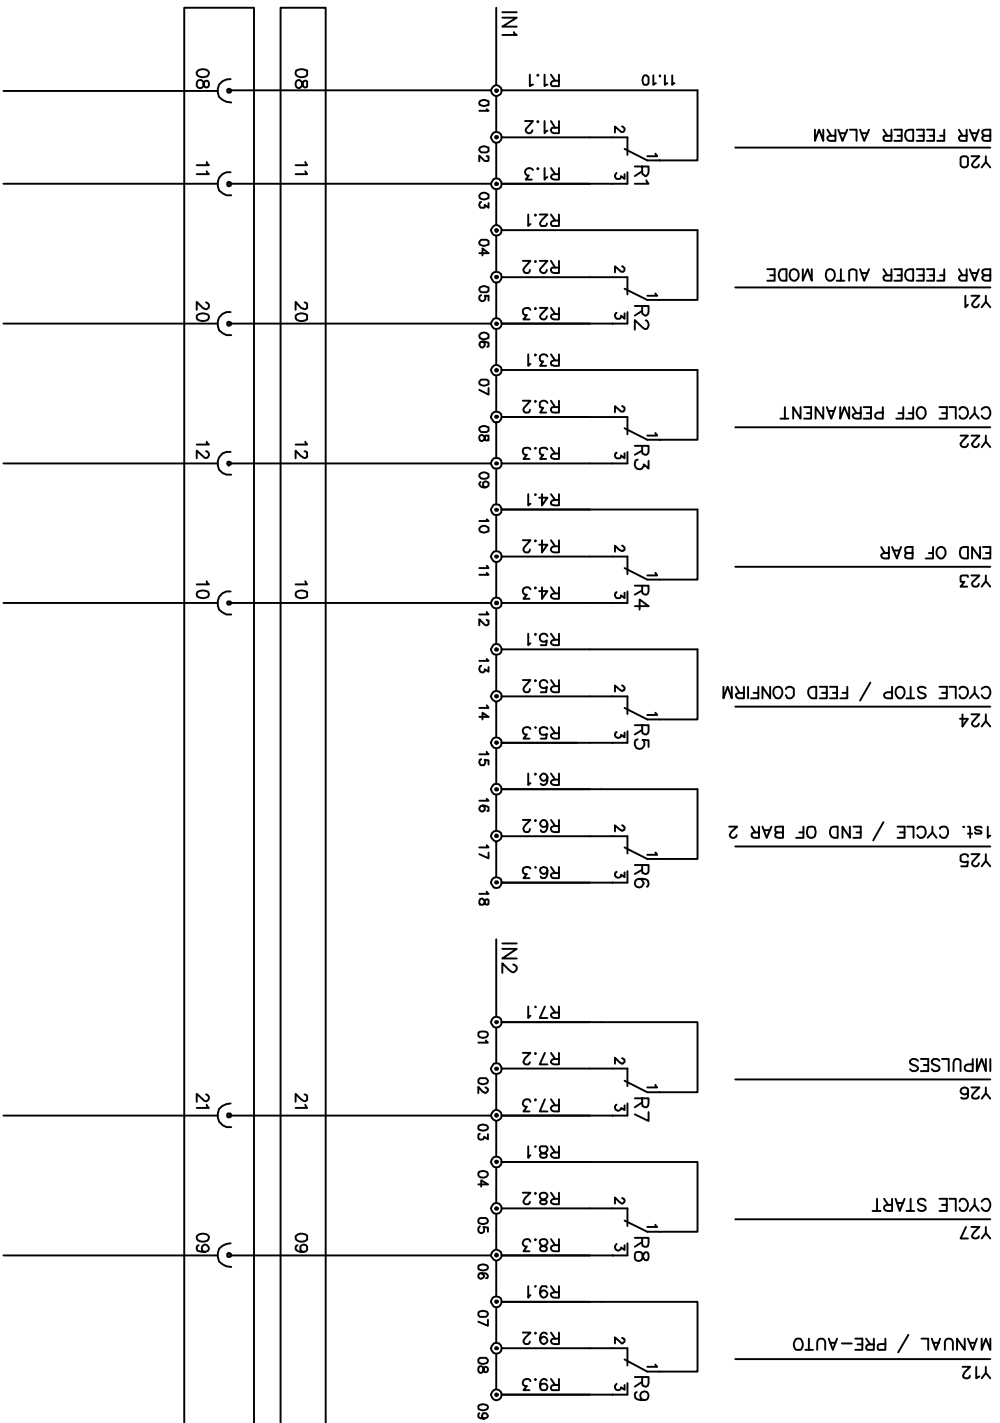 IN1
08
08
01
R1.1
11.10
02
R1.2
2
1
BAR FEEDER ALARM
Y20
11
11
03
R1.3
3
R1
04
R2.1
05
R2.2
2
1
BAR FEEDER AUTO MODE
Y21
20
20
06
R2.3
3
R2
07
R3.1
08
R3.2
2
1
CYCLE OFF PERMANENT
Y22
12
12
09
R3.3
3
R3
10
R4.1
11
R4.2
2
1
END OF BAR
Y23
10
10
12
R4.3
3
R4
13
R5.1
14
R5.2
2
1
CYCLE STOP / FEED CONFIRM
Y24
15
R5.3
3
R5
16
R6.1
17
R6.2
2
1
1st. CYCLE / END OF BAR 2
Y25
18
R6.3
3
R6
IN2
01
R7.1
02
R7.2
2
1
IMPULSES
Y26
21
21
03
R7.3
3
R7
04
R8.1
05
R8.2
2
1
CYCLE START
Y27
09
09
06
R8.3
3
R8
07
R9.1
08
R9.2
2
1
MANUAL / PRE-AUTO
Y12
09
R9.3
3
R9